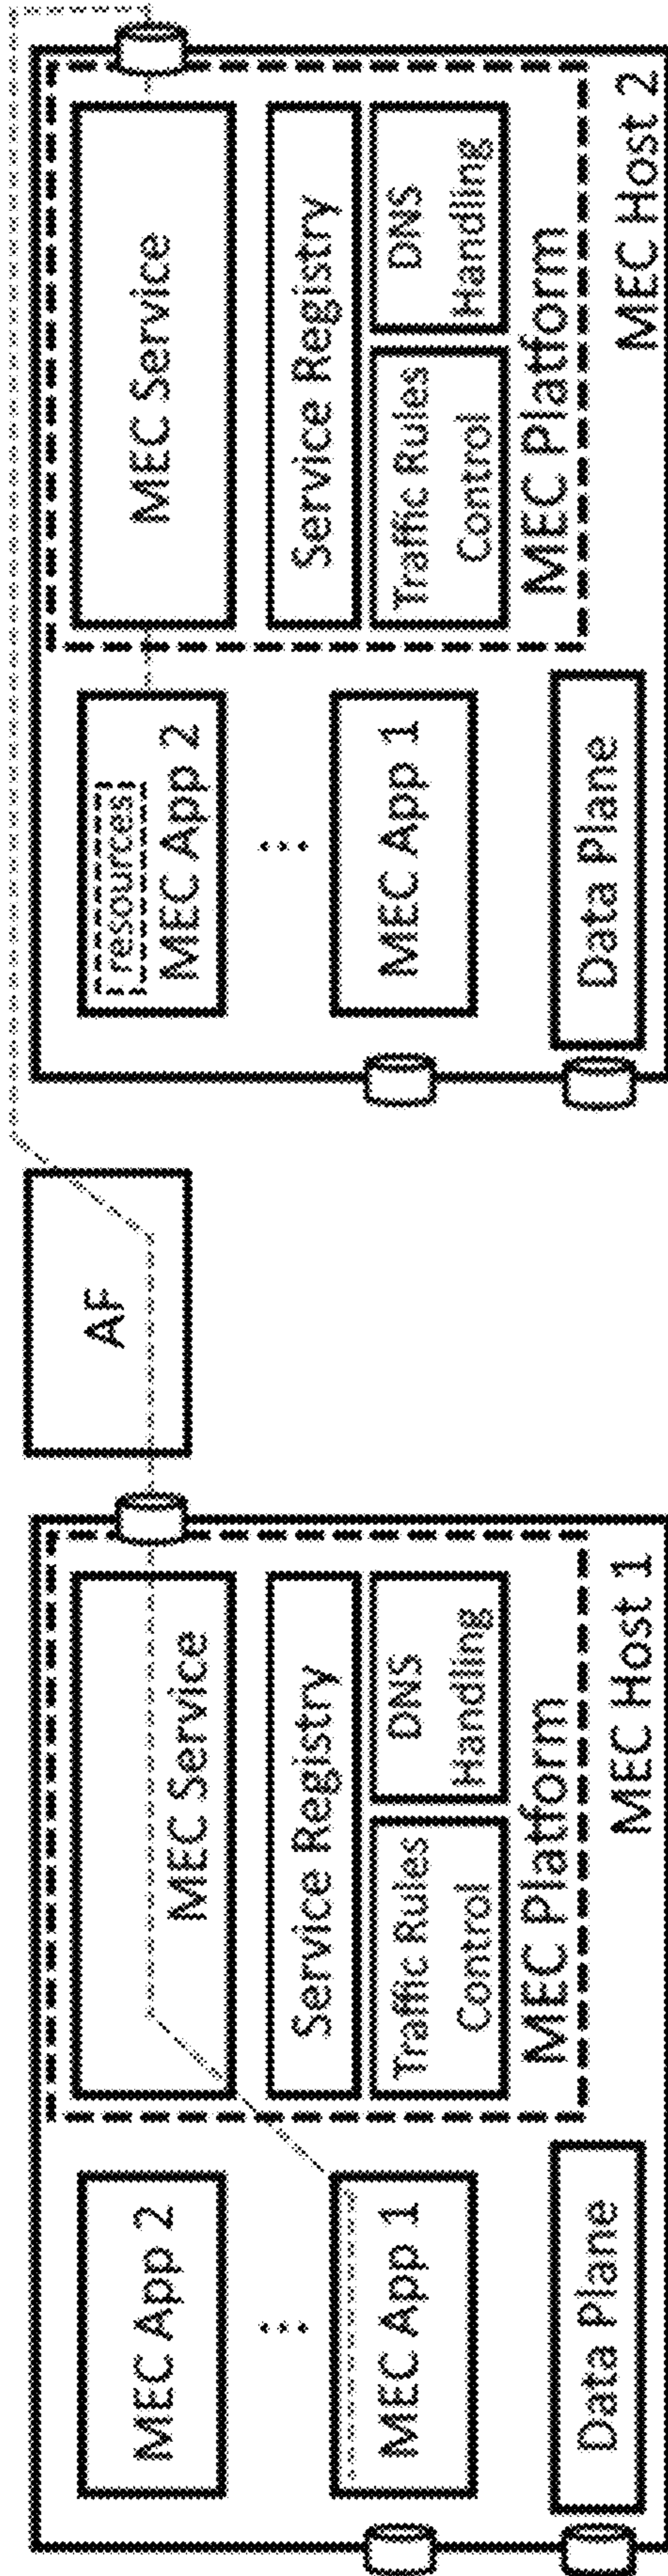 MEC App 2
⋮
MEC App 1
Data Plane
MEC Service
Service Registry
Traffic Rules
Control
DNS
Handling
MEC Platform
MEC Host 1
AF
resources
MEC App 2
⋮
MEC App 1
Data Plane
MEC Service
Service Registry
Traffic Rules
Control
DNS
Handling
MEC Platform
MEC Host 2